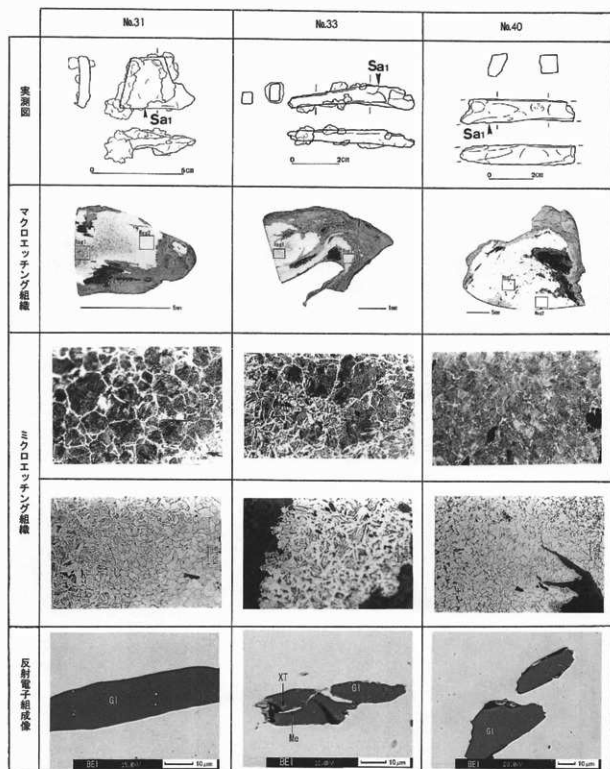 No.31
No.33
No.40
実測図
Sa1
0 5cm
Sa1
0 2cm
Sa1
0 2cm
マクロエッチング組織
5mm
5mm
5mm
ミクロエッチング組織
反射電子組成像
Gl
BEI 10μm
XT
Gl
Ma
BEI 10μm
Gl
BEI 10μm